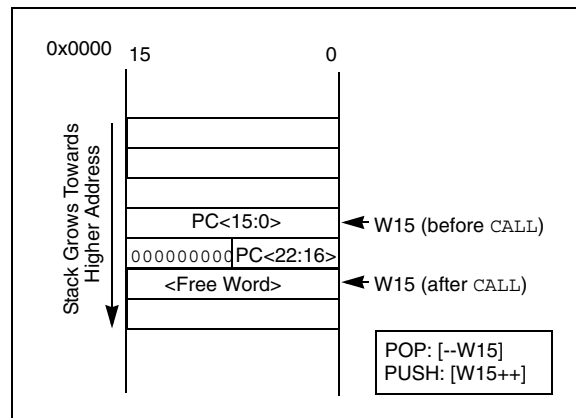 0x0000 15 0
Stack Grows Towards
Higher Address
PC<15:0>
W15 (before CALL)
000000000 PC<22:16>
<Free Word>
W15 (after CALL)
POP: [--W15]
PUSH: [W15++]